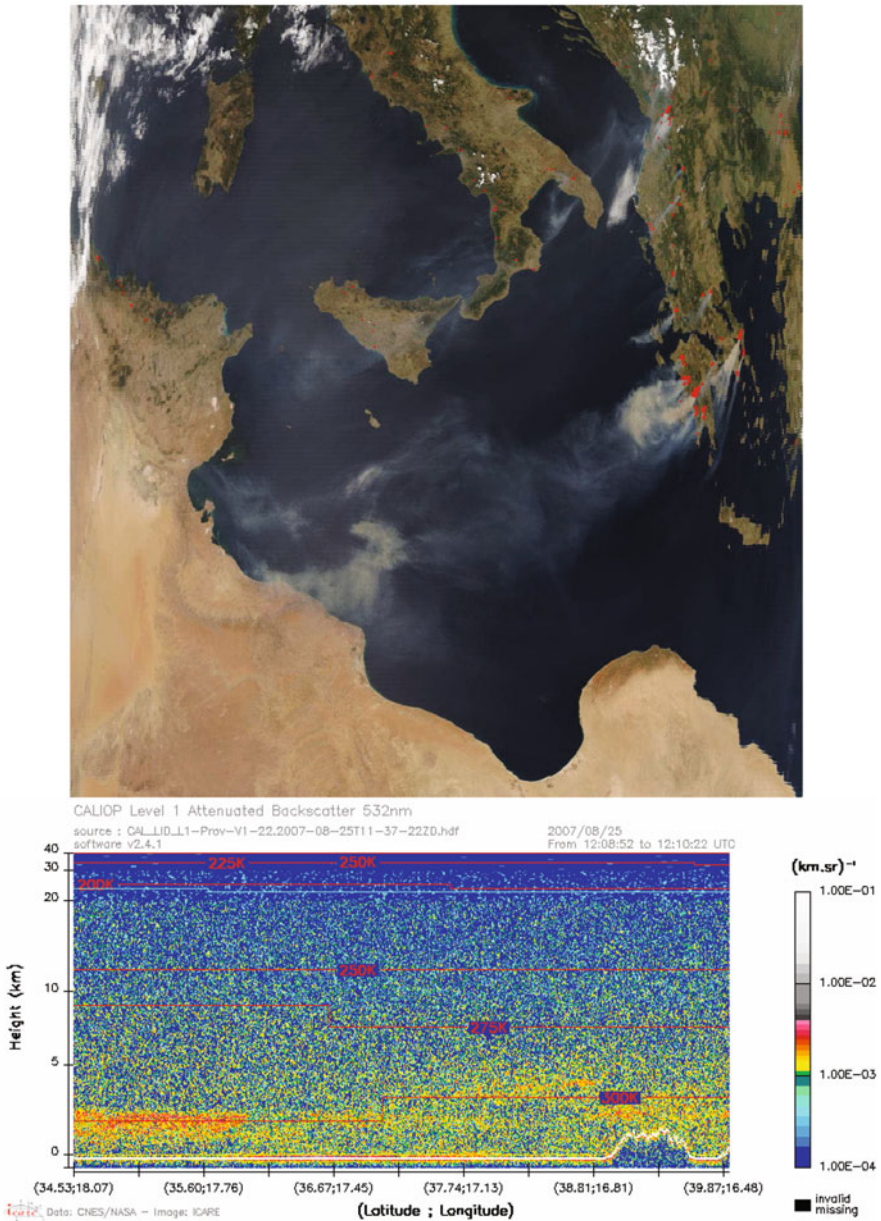 CALIOP Level 1 Attenuated Backscatter 532nm
source : CAL_LID_L1-Prov-V1-22.2007-08-25T11-37-22ZD.hdf 2007/08/25
software v2.4.1 From 12:08:52 to 12:10:22 UTC
(km.sr)⁻¹
Height (km)
40
30
20
10
5
0
225K 250K
200K
250K
275K
300K
1.00E-01
1.00E-02
1.00E-03
1.00E-04
(34.53;18.07) (35.60;17.76) (36.67;17.45) (37.74;17.13) (38.81;16.81) (39.87;16.48)
(Latitude ; Longitude)
invalid
missing
icare Data: CNES/NASA - Image: ICARE